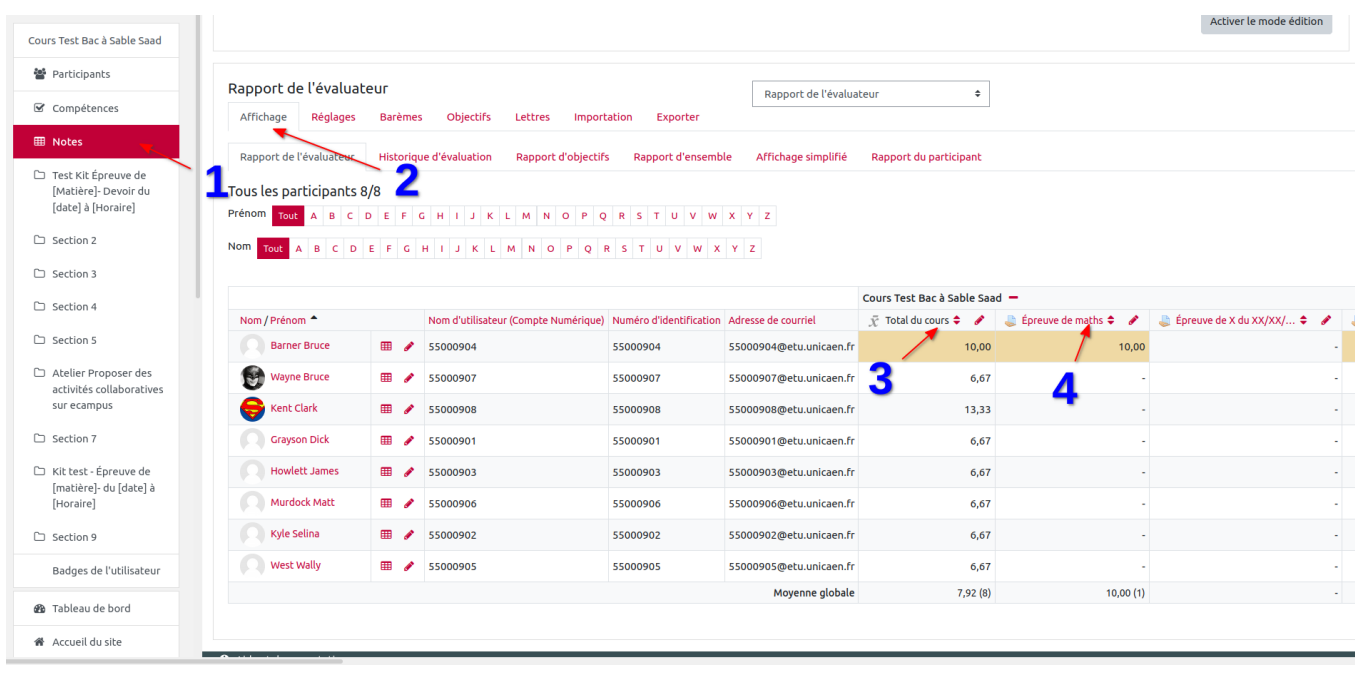 Activer le mode édition
Cours Test Bac à Sable Saad
Participants
Compétences
Notes
Test Kit Épreuve de
[Matière]- Devoir du
[date] à [Horaire]
Section 2
Section 3
Section 4
Section 5
Atelier Proposer des
activités collaboratives
sur ecampus
Section 7
Kit test - Épreuve de
[matière]- du [date] à
[Horaire]
Section 9
Badges de l'utilisateur
Tableau de bord
Accueil du site
1
Rapport de l'évaluateur
Rapport de l'évaluateur
Affichage Réglages Barèmes Objectifs Lettres Importation Exporter
Rapport de l'évaluateur Historique d'évaluation Rapport d'objectifs Rapport d'ensemble Affichage simplifié Rapport du participant
2
Tous les participants 8/8
Prénom Tout A B C D E F G H I J K L M N O P Q R S T U V W X Y Z
Nom Tout A B C D E F G H I J K L M N O P Q R S T U V W X Y Z
Cours Test Bac à Sable Saad
Nom / Prénom Nom d'utilisateur (Compte Numérique) Numéro d'identification Adresse de courriel Total du cours Épreuve de maths Épreuve de X du XX/XX/...
Barner Bruce 55000904 55000904 55000904@etu.unicaen.fr 10,00 10,00 -
Wayne Bruce 55000907 55000907 55000907@etu.unicaen.fr 6,67 - -
3 4
Kent Clark 55000908 55000908 55000908@etu.unicaen.fr 13,33 - -
Grayson Dick 55000901 55000901 55000901@etu.unicaen.fr 6,67 - -
Howlett James 55000903 55000903 55000903@etu.unicaen.fr 6,67 - -
Murdock Matt 55000906 55000906 55000906@etu.unicaen.fr 6,67 - -
Kyle Selina 55000902 55000902 55000902@etu.unicaen.fr 6,67 - -
West Wally 55000905 55000905 55000905@etu.unicaen.fr 6,67 - -
Moyenne globale 7,92 (8) 10,00 (1) -